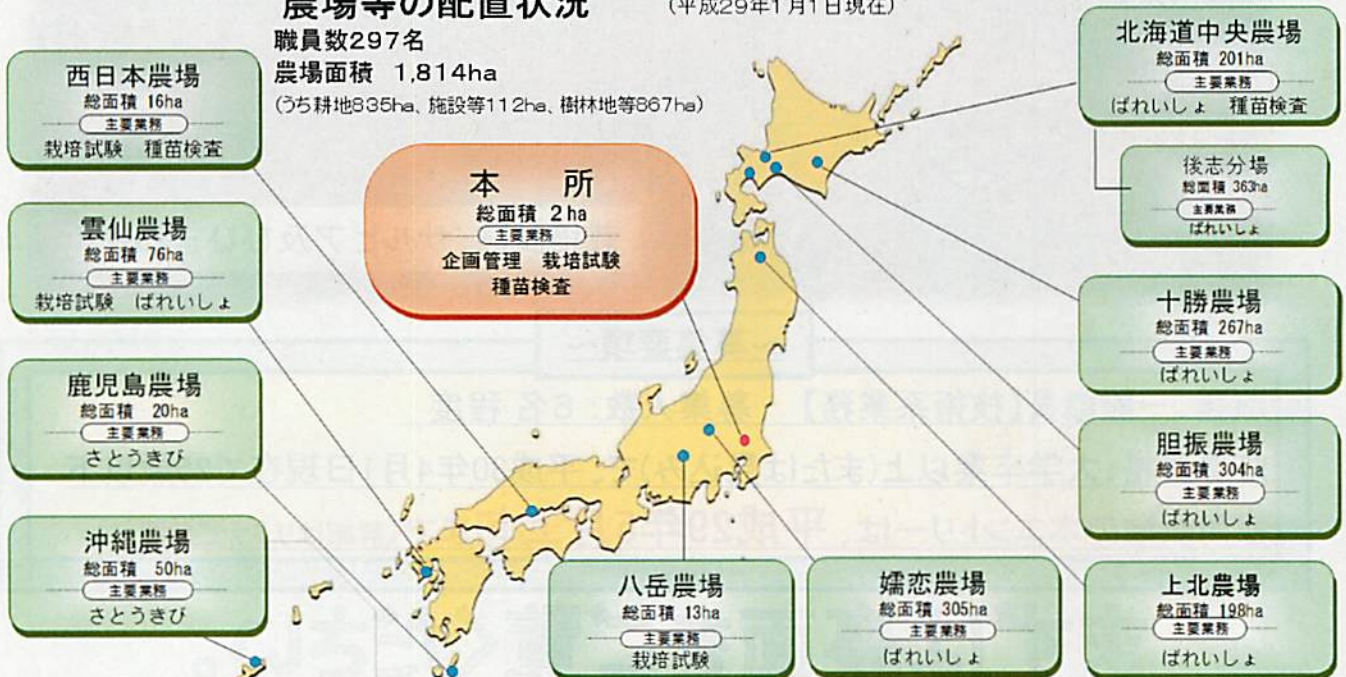 農場等の配置状況
(平成29年1月1日現在)
職員数297名
農場面積 1,814ha
(うち耕地835ha、施設等112ha、樹林地等867ha)
西日本農場
総面積 16ha
主要業務
栽培試験 種苗検査
雲仙農場
総面積 76ha
主要業務
栽培試験 ばれいしょ
鹿児島農場
総面積 20ha
主要業務
さとうきび
沖縄農場
総面積 50ha
主要業務
さとうきび
本 所
総面積 2ha
主要業務
企画管理 栽培試験
種苗検査
北海道中央農場
総面積 201ha
主要業務
ばれいしょ 種苗検査
後志分場
総面積 363ha
主要業務
ばれいしょ
十勝農場
総面積 267ha
主要業務
ばれいしょ
胆振農場
総面積 304ha
主要業務
ばれいしょ
上北農場
総面積 198ha
主要業務
ばれいしょ
嬬恋農場
総面積 305ha
主要業務
ばれいしょ
八岳農場
総面積 13ha
主要業務
栽培試験